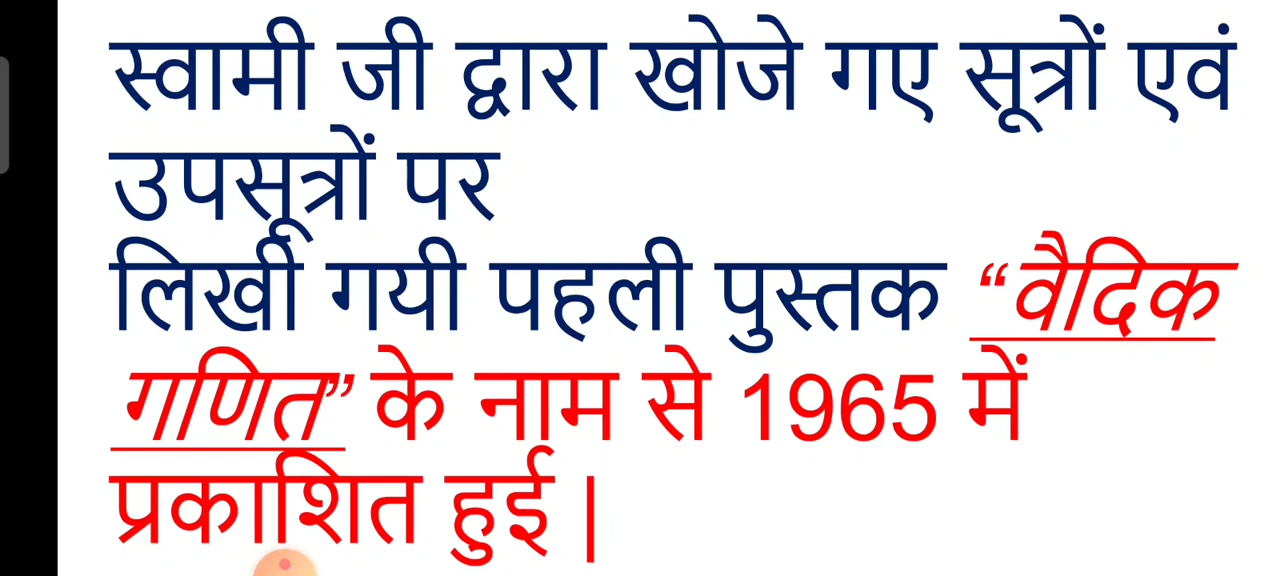 स्वामी जी द्वारा खोजे गए सूत्रों एवं
उपसूत्रों पर
लिखी गयी पहली पुस्तक “वैदिक
गणित” के नाम से 1965 में
प्रकाशित हुई |